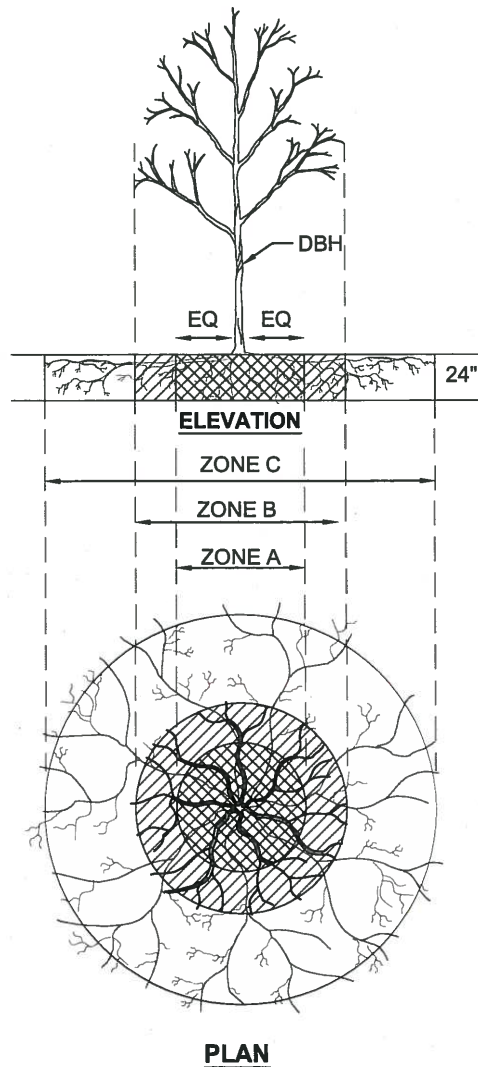 DBH
EQ EQ
24"
ELEVATION
ZONE C
ZONE B
ZONE A
PLAN